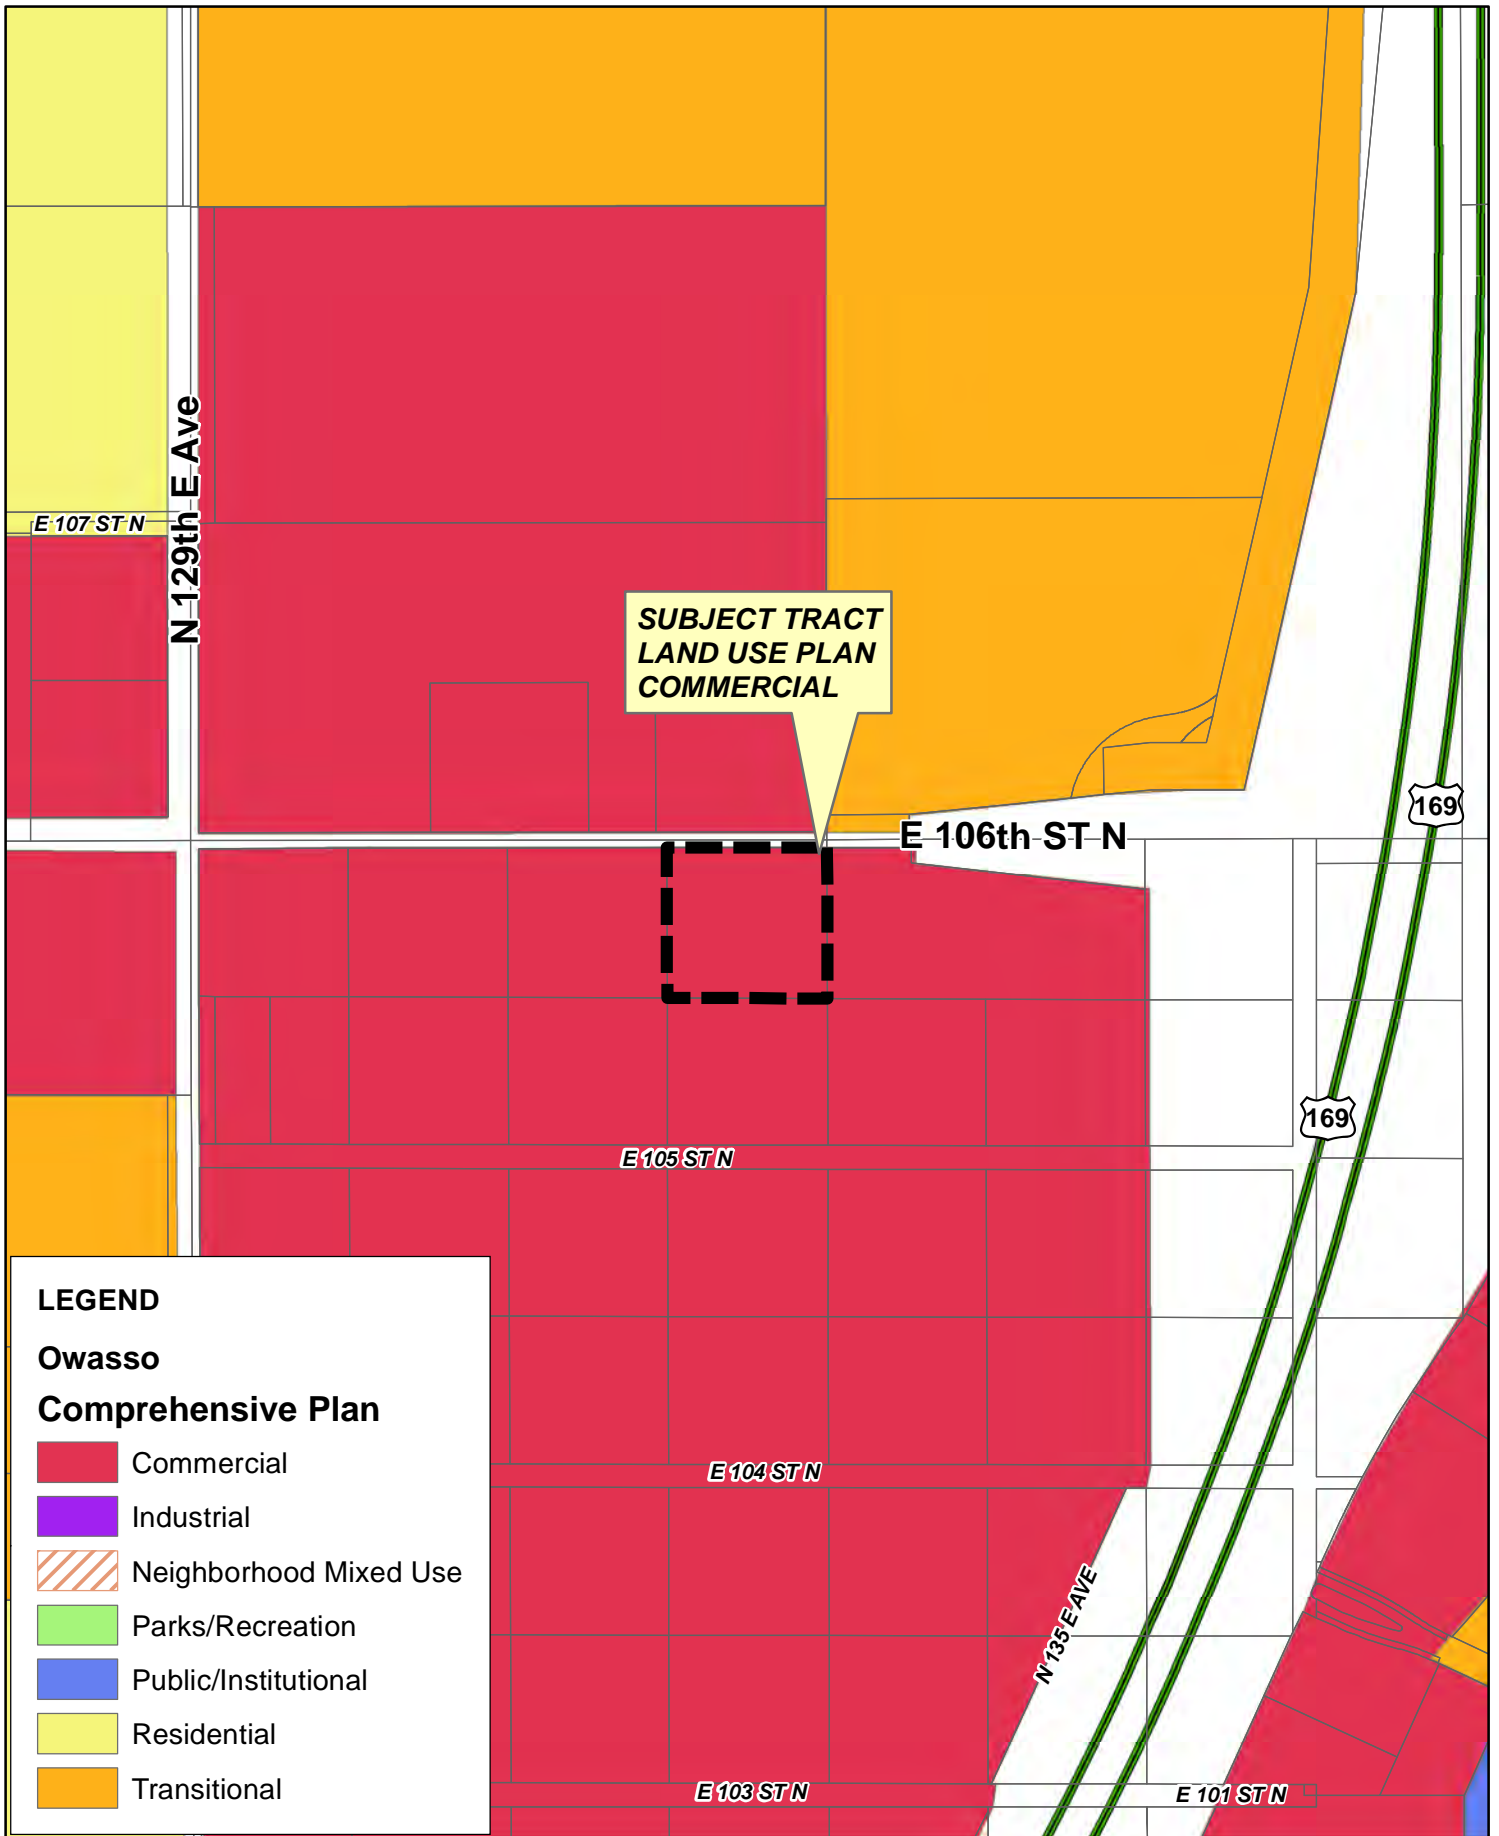 E 107 ST N
N 129th E Ave
SUBJECT TRACT
LAND USE PLAN
COMMERCIAL
169
E 106th ST N
169
E 105 ST N
LEGEND
Owasso
Comprehensive Plan
Commercial
Industrial
Neighborhood Mixed Use
Parks/Recreation
Public/Institutional
Residential
Transitional
E 104 ST N
N 135 E AVE
E 103 ST N
E 101 ST N